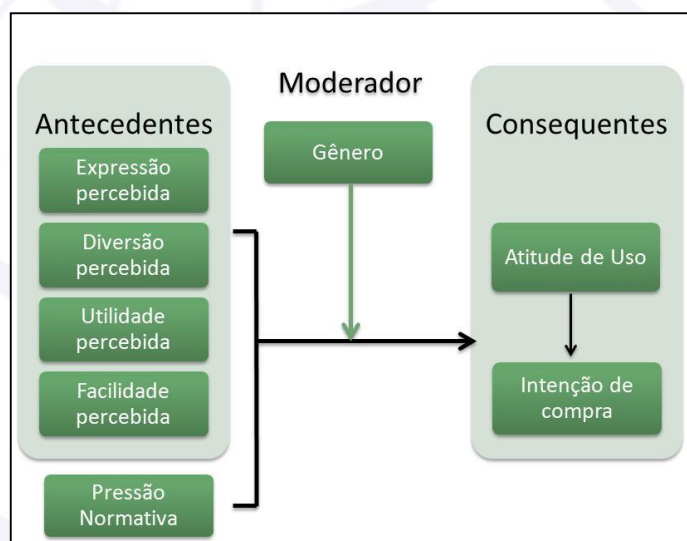 Antecedentes
Expressão
percebida
Diversão
percebida
Utilidade
percebida
Facilidade
percebida
Pressão
Normativa
Moderador
Gênero
Consequentes
Atitude de Uso
Intenção de
compra